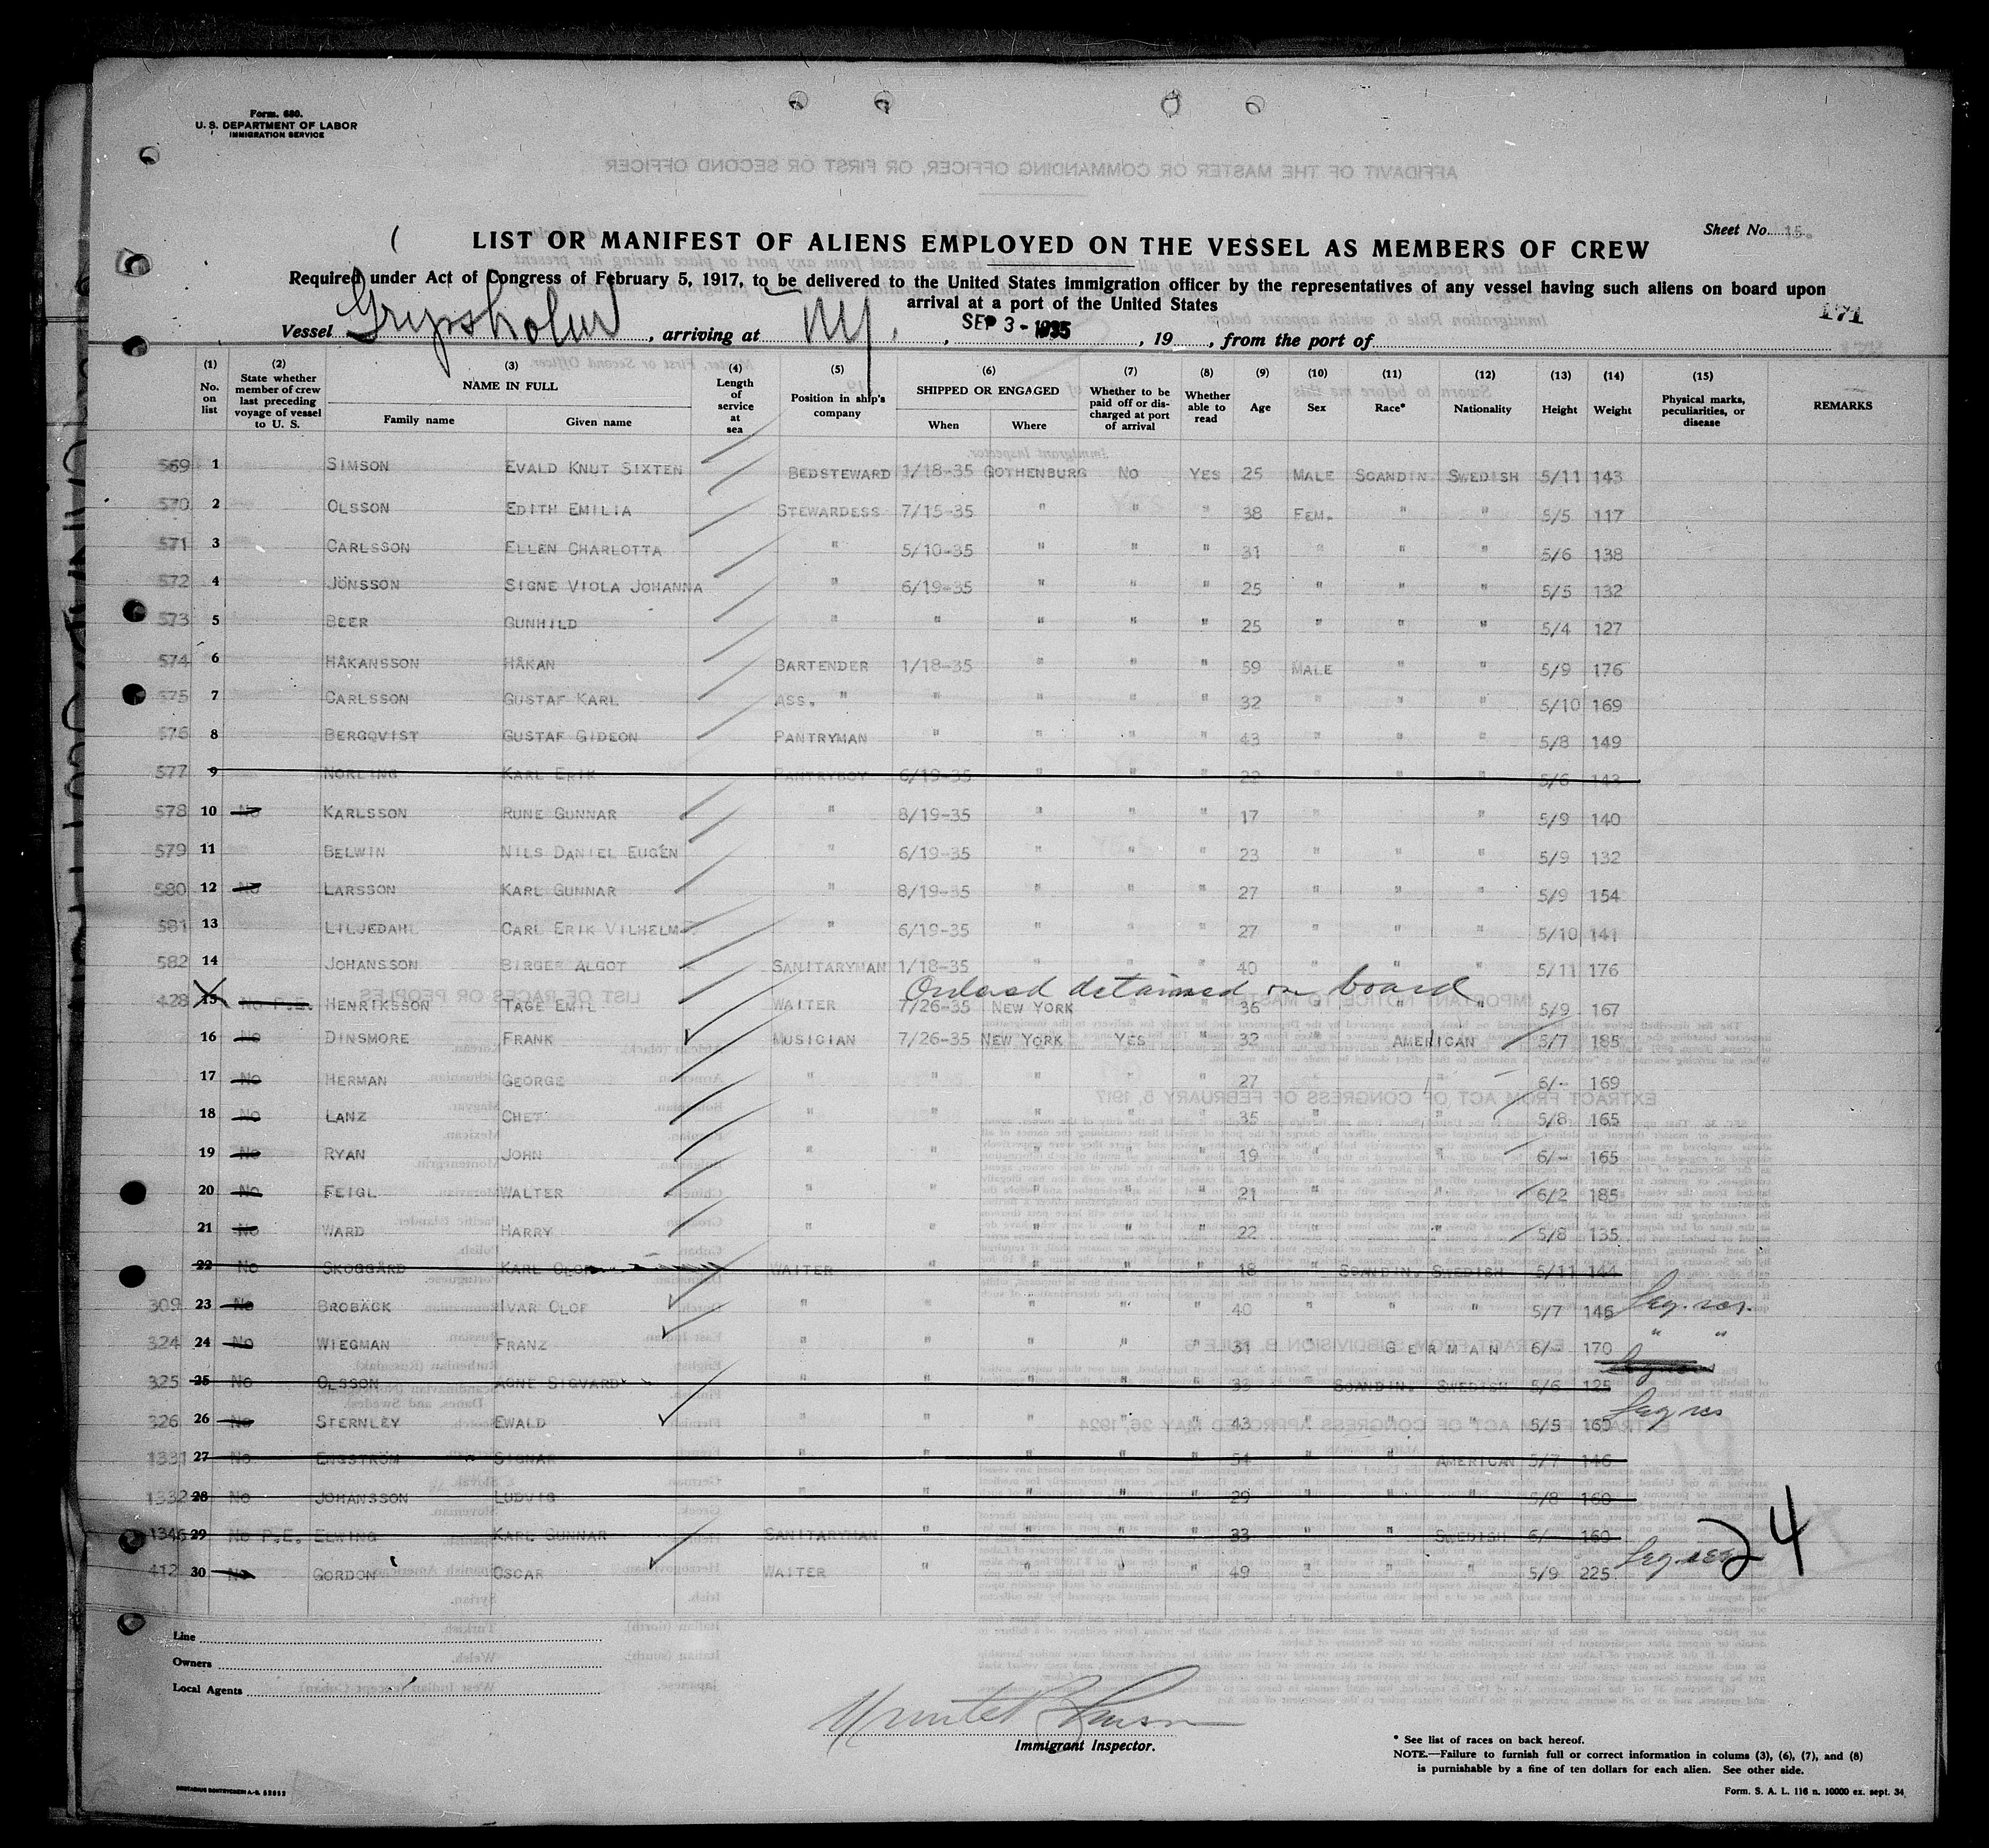 Form. 680.
U. S. DEPARTMENT OF LABOR
IMMIGRATION SERVICE
Sheet No. 15.
LIST OR MANIFEST OF ALIENS EMPLOYED ON THE VESSEL AS MEMBERS OF CREW
Required under Act of Congress of February 5, 1917, to be delivered to the United States immigration officer by the representatives of any vessel having such aliens on board upon
arrival at a port of the United States
171
Vessel Gripsholm, arriving at NY., SEP 3 - 1935, 19, from the port of
(1) No. on list (2) State whether member of crew last preceding voyage of vessel to U. S. (3) NAME IN FULL Family name Given name (4) Length of service at sea (5) Position in ship's company (6) SHIPPED OR ENGAGED When Where (7) Whether to be paid off or discharged at port of arrival (8) Whether able to read (9) Age (10) Sex (11) Race* (12) Nationality (13) Height (14) Weight (15) Physical marks, peculiarities, or disease REMARKS
569 1 SIMSON EVALD KNUT SIXTEN BEDSTEWARD 1/18-35 GOTHENBURG NO YES 25 MALE SCANDIN. SWEDISH 5/11 143
570 2 OLSSON EDITH EMILIA STEWARDESS 7/15-35 " " " 38 FEM. " " 5/5 117
571 3 CARLSSON ELLEN CHARLOTTA " 5/10-35 " " " 31 " " " 5/6 138
572 4 JÖNSSON SIGNE VIOLA JOHANNA " 6/19-35 " " " 25 " " " 5/5 132
573 5 BEER GUNHILD " " " " " 25 " " " 5/4 127
574 6 HÅKANSSON HÅKAN BARTENDER 1/18-35 " " " 59 MALE " " 5/9 176
575 7 CARLSSON GUSTAF KARL ASS. " " " " " 32 " " " 5/10 169
576 8 BERGQVIST GUSTAF GIDEON PANTRYMAN " " " " 43 " " " 5/8 149
577 9 NORLING KARL ERIK PANTRYBOY 6/19-35 " " " 22 " " " 5/6 143
578 10 No KARLSSON RUNE GUNNAR " 8/19-35 " " " 17 " " " 5/9 140
579 11 BELWIN NILS DANIEL EUGÉN " 6/19-35 " " " 23 " " " 5/9 132
580 12 No LARSSON KARL GUNNAR " 8/19-35 " " " 27 " " " 5/9 154
581 13 LILJEDAHL CARL ERIK VILHELM " 6/19-35 " " " 27 " " " 5/10 141
582 14 JOHANSSON BIRGER ALGOT SANITARYMAN 1/18-35 " " " 40 " " " 5/11 176
Ordered detained on board
428 15 NO P.E. HENRIKSSON TAGE EMIL WAITER 7/26-35 NEW YORK " " 36 " " " 5/9 167
16 No DINSMORE FRANK MUSICIAN 7/26-35 NEW YORK YES " 32 " AMERICAN 5/7 185
17 No HERMAN GEORGE " " " " " 27 " " 6/- 169
18 No LANZ CHET " " " " " 35 " " 5/8 165
19 No RYAN JOHN " " " " " 19 " " 6/- 165
20 No FEIGL WALTER " " " " " 21 " " 6/2 185
21 No WARD HARRY " " " " " 22 " " 5/8 135
22 No SKOGGÅRD KARL OLOF WAITER " " " " 18 " SCANDIN. SWEDISH 5/11 144
309 23 No BROBÄCK IVAR OLOF " " " " " 40 " " " 5/7 146 Leg. res.
324 24 No WIEGMAN FRANZ " " " " " 31 " GERMAN 6/- 170 " "
325 25 No OLSSON AGNE SIGVARD " " " " " 33 " SCANDIN. SWEDISH 5/6 125
326 26 No STERNLEY EWALD " " " " " 43 " " " 5/5 165 Leg res
1331 27 No ENGSTRÖM SIGNAR " " " " " 54 " " AMERICAN 5/7 146
1332 28 No JOHANSSON LUDVIG " " " " " 29 " " " 5/8 160
1346 29 No P.E. ELWING KARL GUNNAR SANITARYMAN " " " " 33 " " SWEDISH 6/- 160
412 30 No GORDON OSCAR WAITER " " " " 49 " " " 5/9 225 Leg res
24
Line
Owners
Local Agents
Immigrant Inspector.
* See list of races on back hereof.
NOTE.—Failure to furnish full or correct information in colums (3), (6), (7), and (8)
is punishable by a fine of ten dollars for each alien. See other side.
Form. S. A. L. 116 n. 10000 ex. sept. 34